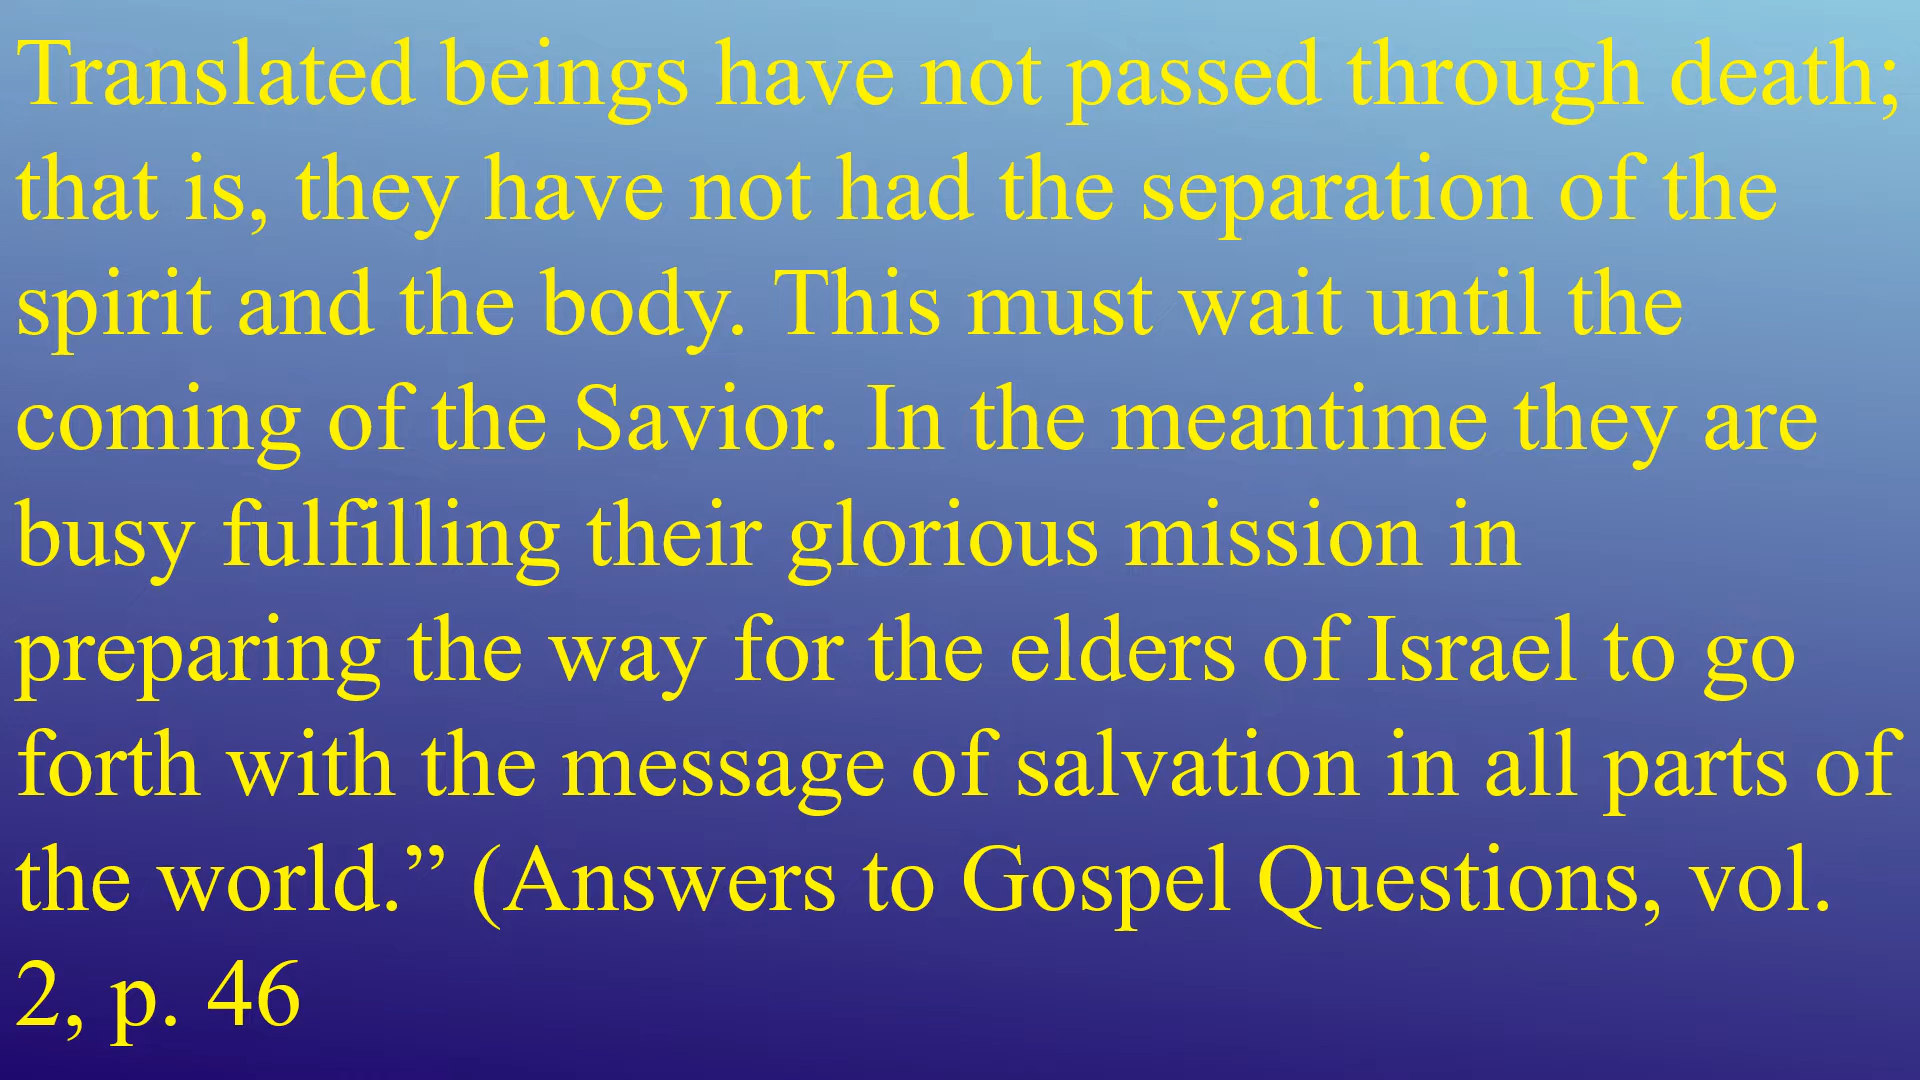 Translated beings have not passed through death;
that is, they have not had the separation of the
spirit and the body. This must wait until the
coming of the Savior. In the meantime they are
busy fulfilling their glorious mission in
preparing the way for the elders of Israel to go
forth with the message of salvation in all parts of
the world.” (Answers to Gospel Questions, vol.
2, p. 46